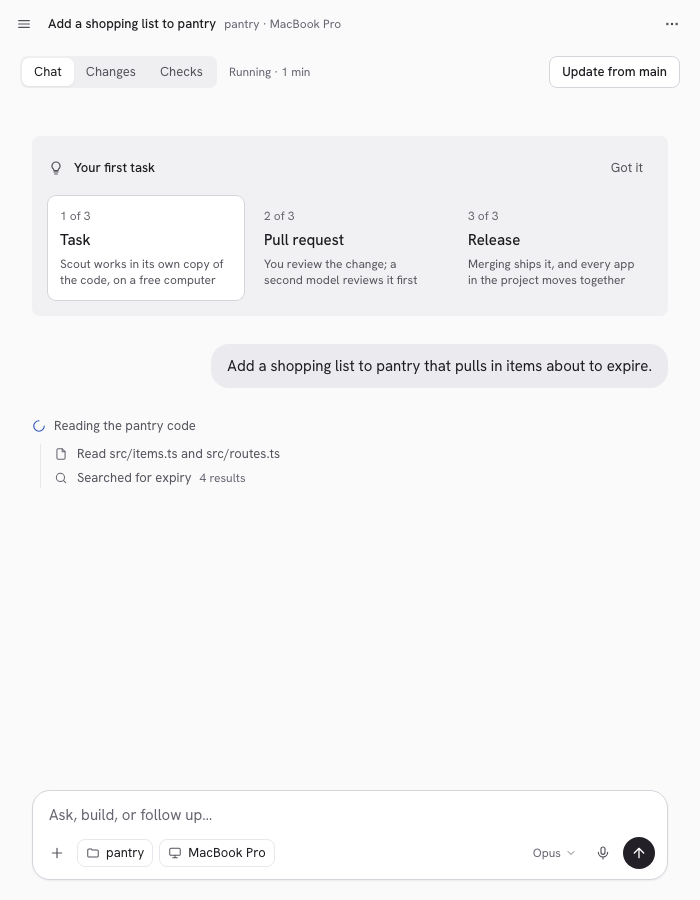 Add a shopping list to pantry pantry · MacBook Pro
Chat Changes Checks Running · 1 min Update from main
Your first task Got it
1 of 3
Task
Scout works in its own copy of
the code, on a free computer
2 of 3
Pull request
You review the change; a
second model reviews it first
3 of 3
Release
Merging ships it, and every app
in the project moves together
Add a shopping list to pantry that pulls in items about to expire.
Reading the pantry code
Read src/items.ts and src/routes.ts
Searched for expiry 4 results
Ask, build, or follow up…
pantry MacBook Pro Opus